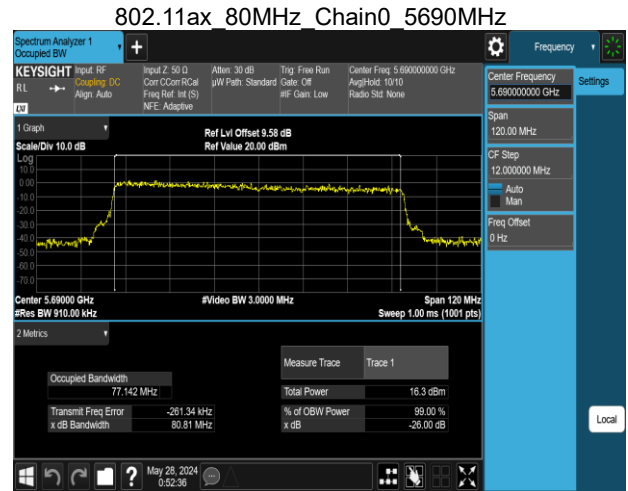 802.11ax_80MHz_Chain0_5690MHz
Spectrum Analyzer 1
Occupied BW
+
Frequency
KEYSIGHT
RL
LXI
Input: RF
Coupling: DC
Align: Auto
Input Z: 50 Ω
Corr CCorr RCal
Freq Ref: Int (S)
NFE: Adaptive
Atten: 30 dB
µW Path: Standard
Trig: Free Run
Gate: Off
#IF Gain: Low
Center Freq: 5.690000000 GHz
Avg|Hold: 10/10
Radio Std: None
Center Frequency
5.690000000 GHz
Settings
Span
120.00 MHz
CF Step
12.000000 MHz
Auto
Man
Freq Offset
0 Hz
1 Graph
Scale/Div 10.0 dB
Ref Lvl Offset 9.58 dB
Ref Value 20.00 dBm
Log
10.0
0.00
-10.0
-20.0
-30.0
-40.0
-50.0
-60.0
-70.0
Center 5.69000 GHz
#Res BW 910.00 kHz
#Video BW 3.0000 MHz
Span 120 MHz
Sweep 1.00 ms (1001 pts)
2 Metrics
Measure Trace Trace 1
Occupied Bandwidth
77.142 MHz
Total Power 16.3 dBm
Transmit Freq Error -261.34 kHz
% of OBW Power 99.00 %
x dB Bandwidth 80.81 MHz
x dB -26.00 dB
Local
?
May 28, 2024
0:52:36